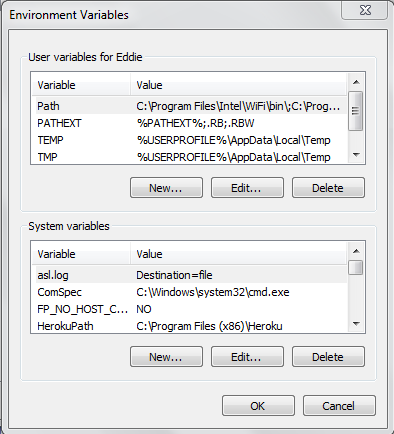 Environment Variables
User variables for Eddie
Variable Value
Path C:\Program Files\Intel\WiFi\bin\;C:\Prog...
PATHEXT %PATHEXT%;.RB;.RBW
TEMP %USERPROFILE%\AppData\Local\Temp
TMP %USERPROFILE%\AppData\Local\Temp
New... Edit... Delete
System variables
Variable Value
asl.log Destination=file
ComSpec C:\Windows\system32\cmd.exe
FP_NO_HOST_C... NO
HerokuPath C:\Program Files (x86)\Heroku
New... Edit... Delete
OK Cancel